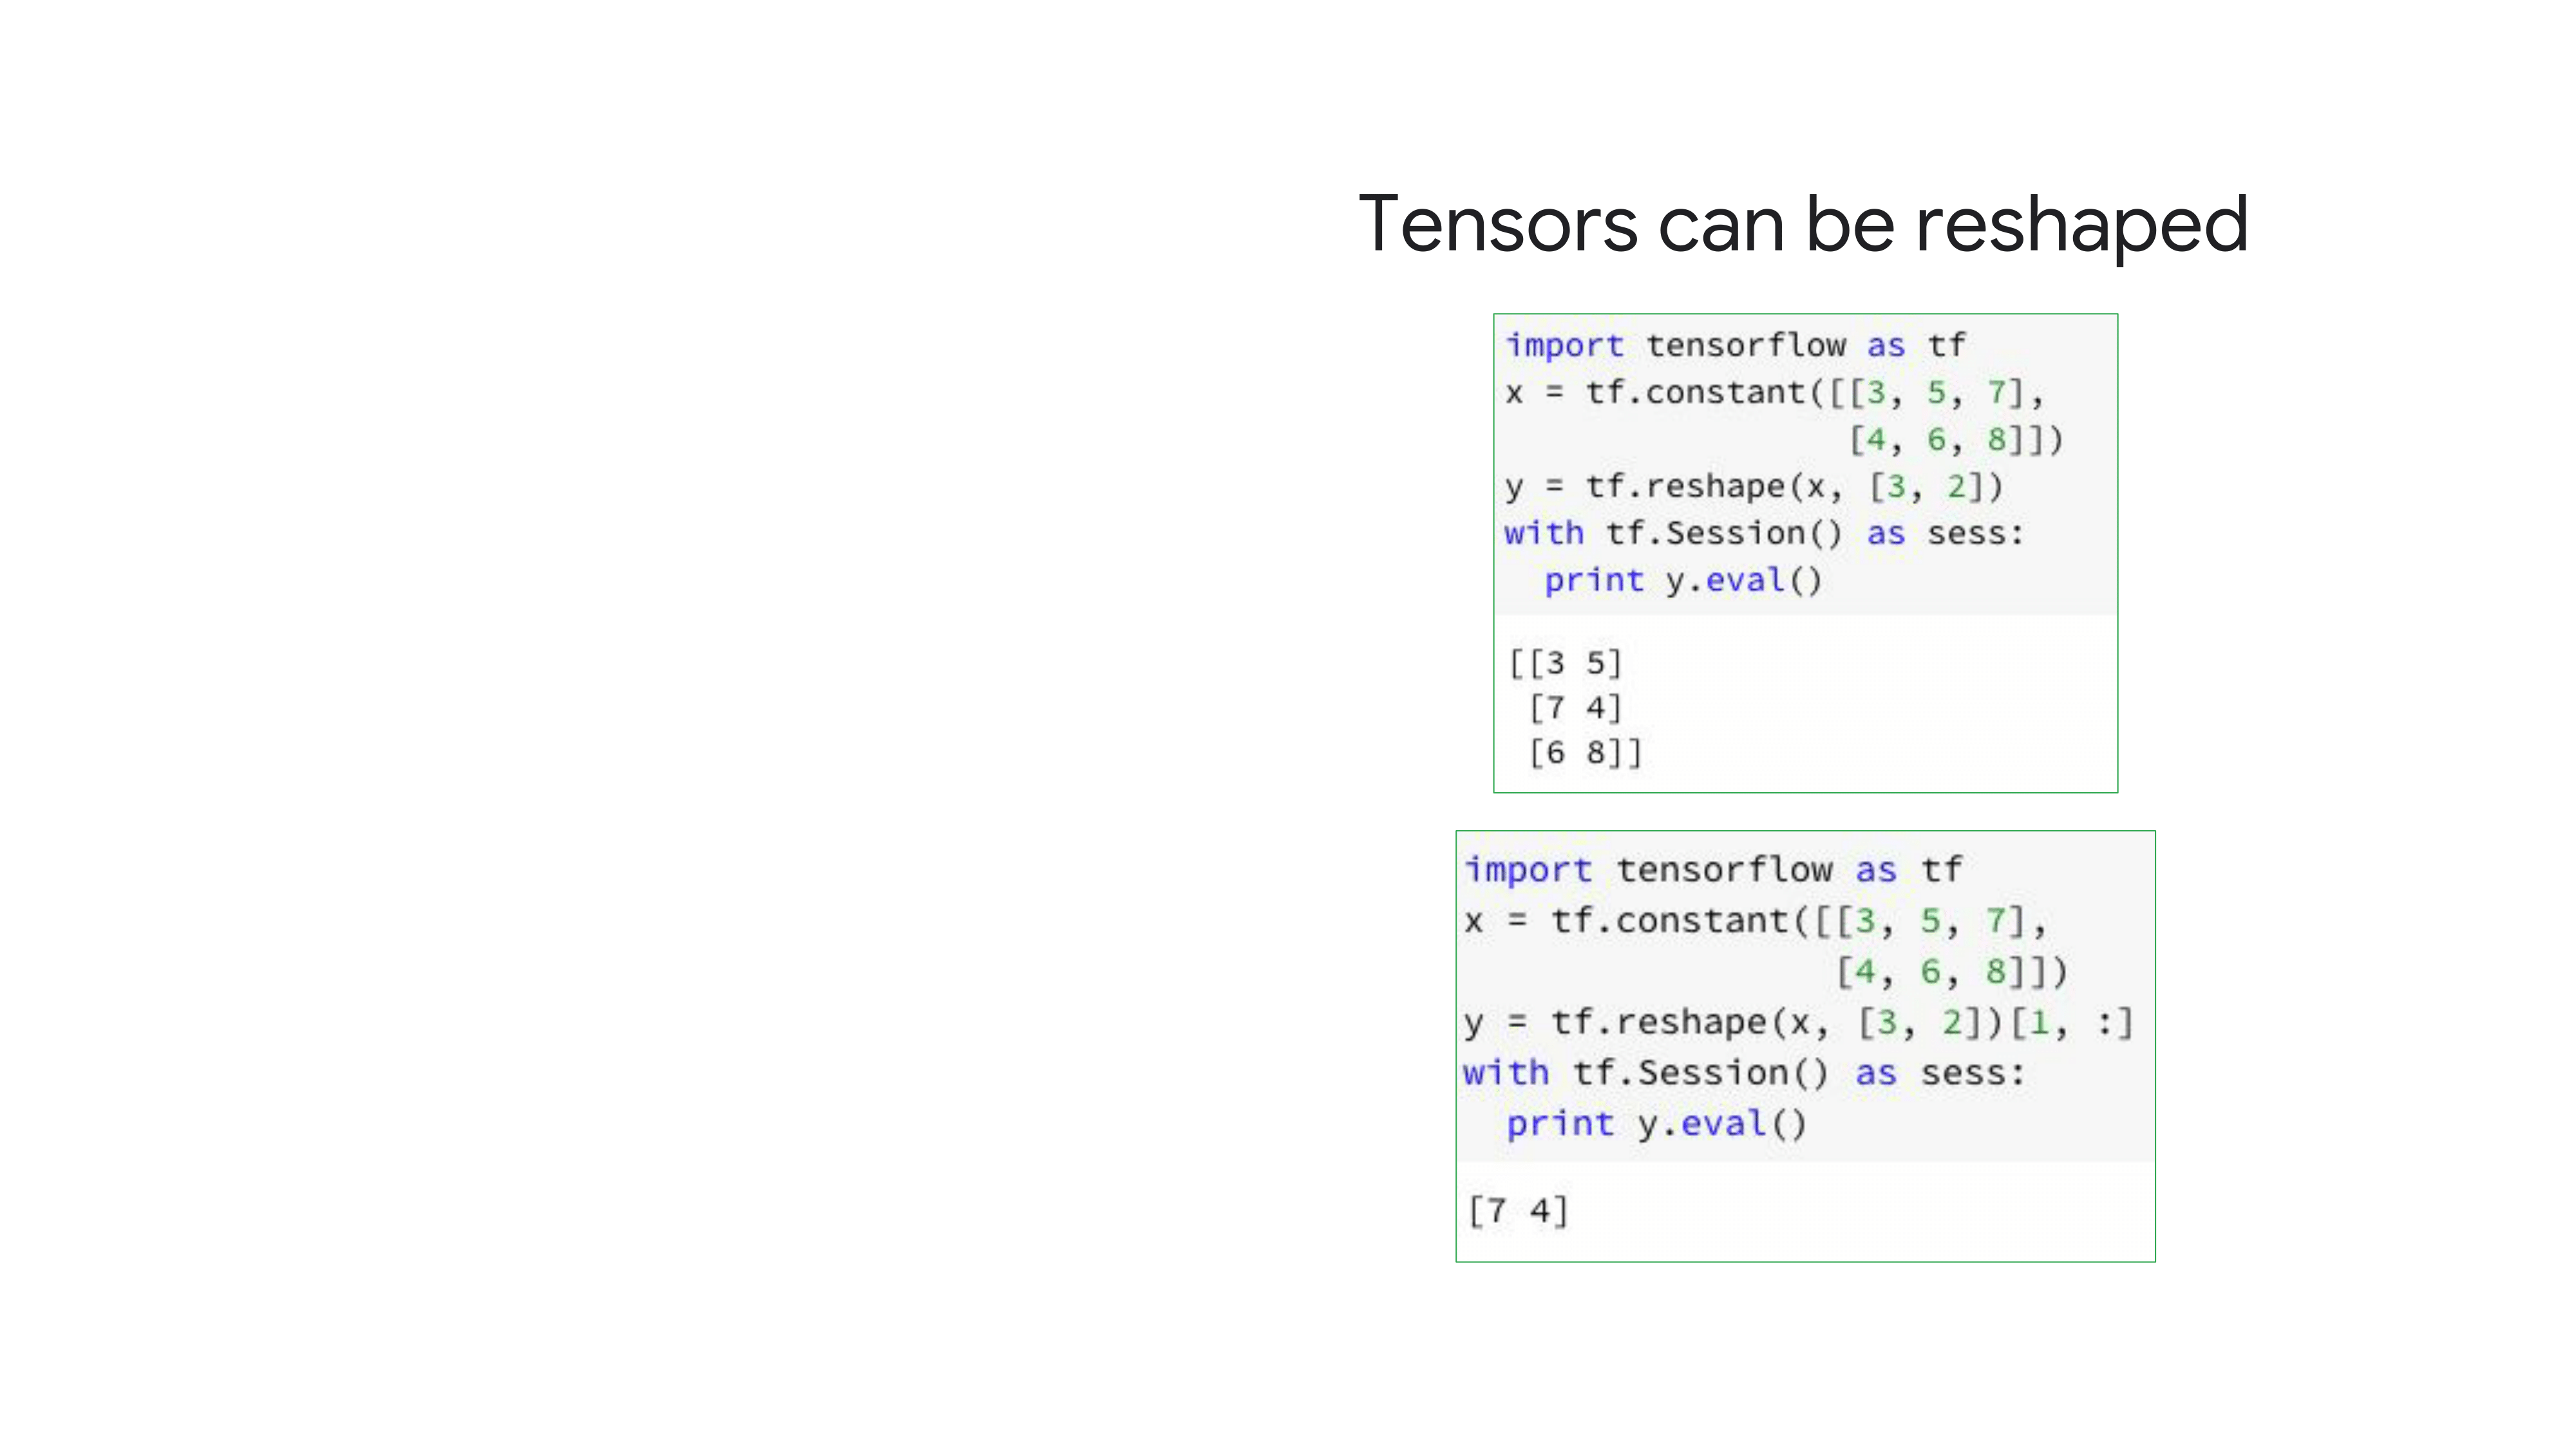 Tensors can be reshaped
import tensorflow as tf
x = tf.constant([[3, 5, 7],
                 [4, 6, 8]])
y = tf.reshape(x, [3, 2])
with tf.Session() as sess:
  print y.eval()
[[3 5]
 [7 4]
 [6 8]]
import tensorflow as tf
x = tf.constant([[3, 5, 7],
                 [4, 6, 8]])
y = tf.reshape(x, [3, 2])[1, :]
with tf.Session() as sess:
  print y.eval()
[7 4]